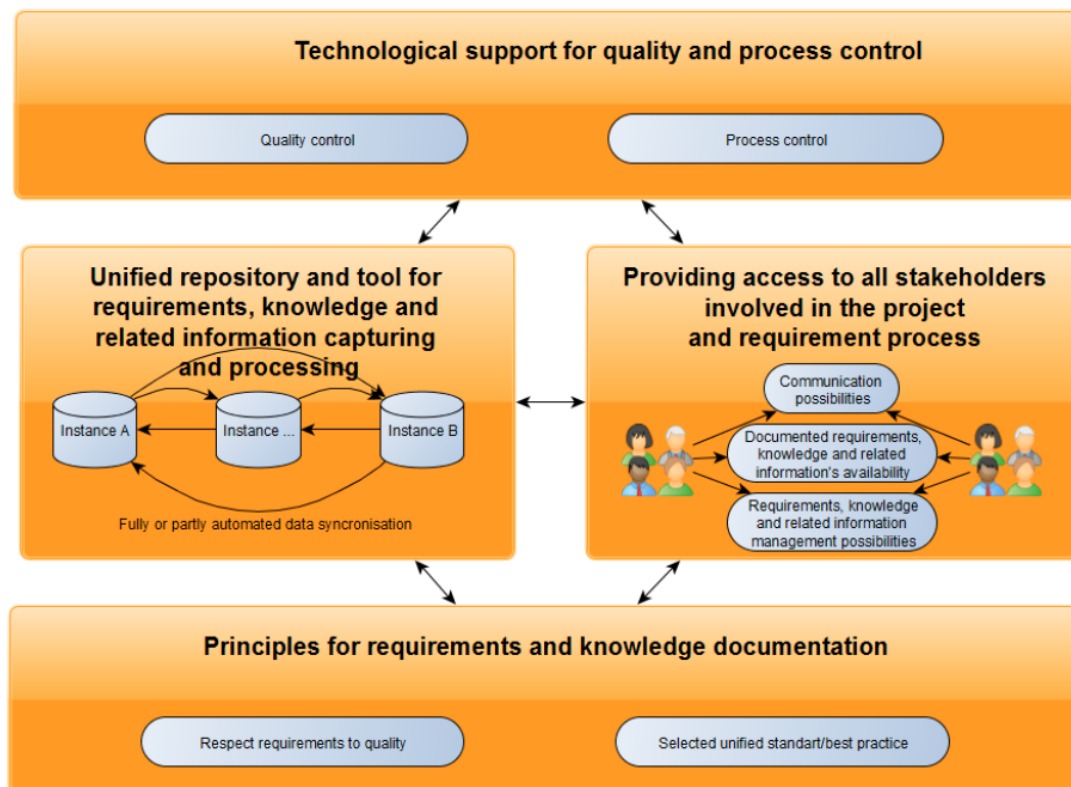 Technological support for quality and process control
Quality control
Process control
Unified repository and tool for
requirements, knowledge and
related information capturing
and processing
Instance A
Instance ...
Instance B
Fully or partly automated data syncronisation
Providing access to all stakeholders
involved in the project
and requirement process
Communication
possibilities
Documented requirements,
knowledge and related
information's availability
Requirements, knowledge
and related information
management possibilities
Principles for requirements and knowledge documentation
Respect requirements to quality
Selected unified standart/best practice